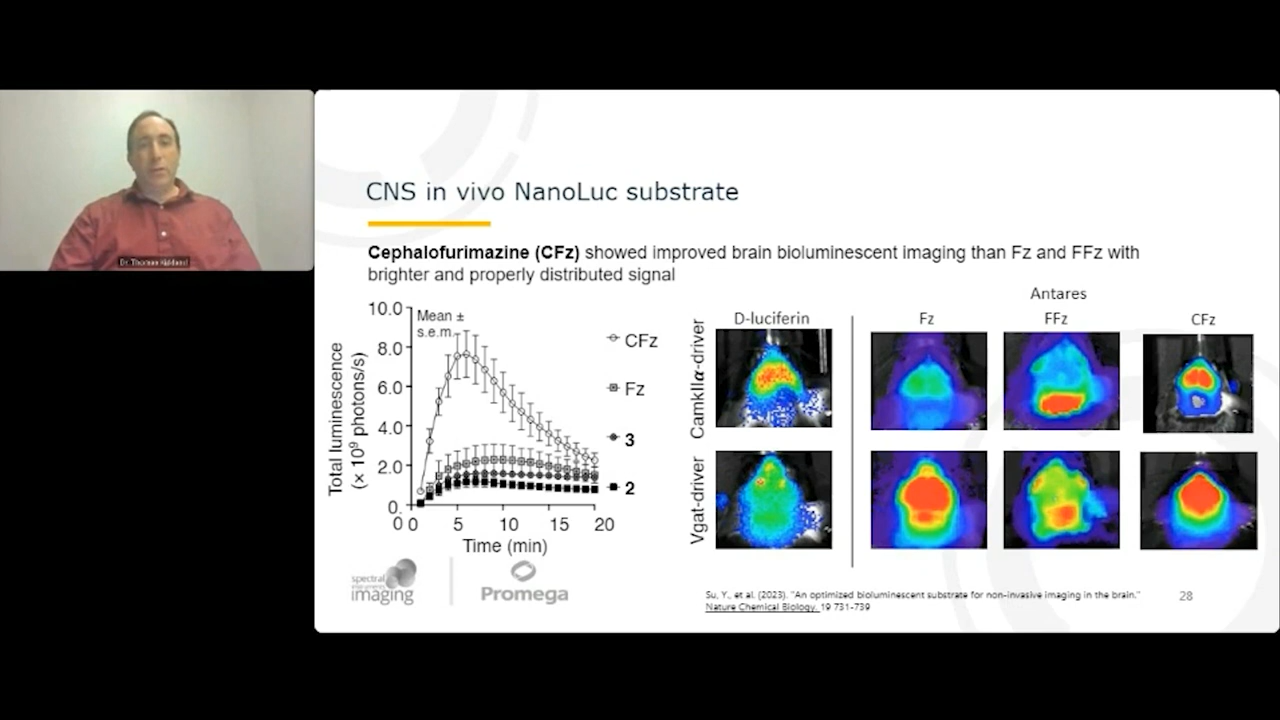 CNS in vivo NanoLuc substrate
Cephalofurimazine (CFz) showed improved brain bioluminescent imaging than Fz and FFz with
brighter and properly distributed signal
Total luminescence
(× 10⁹ photons/s)
10.0
8.0
6.0
4.0
2.0
0
Mean ±
s.e.m.
CFz
Fz
3
2
0 0 5 10 15 20
Time (min)
Antares
D-luciferin Fz FFz CFz
CamkIIα-driver
Vgat-driver
spectral
instruments
imaging
Promega
Su, Y., et al. (2023). "An optimized bioluminescent substrate for non-invasive imaging in the brain."
Nature Chemical Biology. 19 731-739
28
Dr. Thomas Kirkland